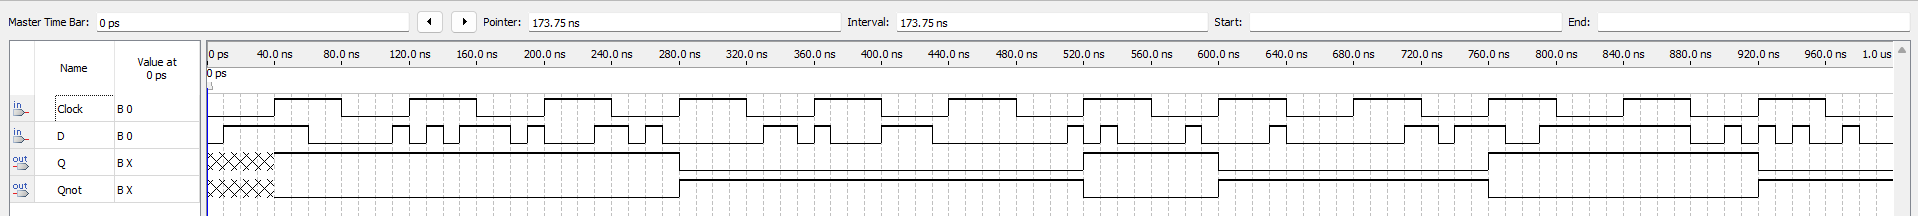 Master Time Bar: 0 ps Pointer: 173.75 ns Interval: 173.75 ns Start: End:
Name Value at 0 ps
0 ps 40.0 ns 80.0 ns 120.0 ns 160.0 ns 200.0 ns 240.0 ns 280.0 ns 320.0 ns 360.0 ns 400.0 ns 440.0 ns 480.0 ns 520.0 ns 560.0 ns 600.0 ns 640.0 ns 680.0 ns 720.0 ns 760.0 ns 800.0 ns 840.0 ns 880.0 ns 920.0 ns 960.0 ns 1.0 us
0 ps
in Clock B 0
in D B 0
out Q B X
out Qnot B X